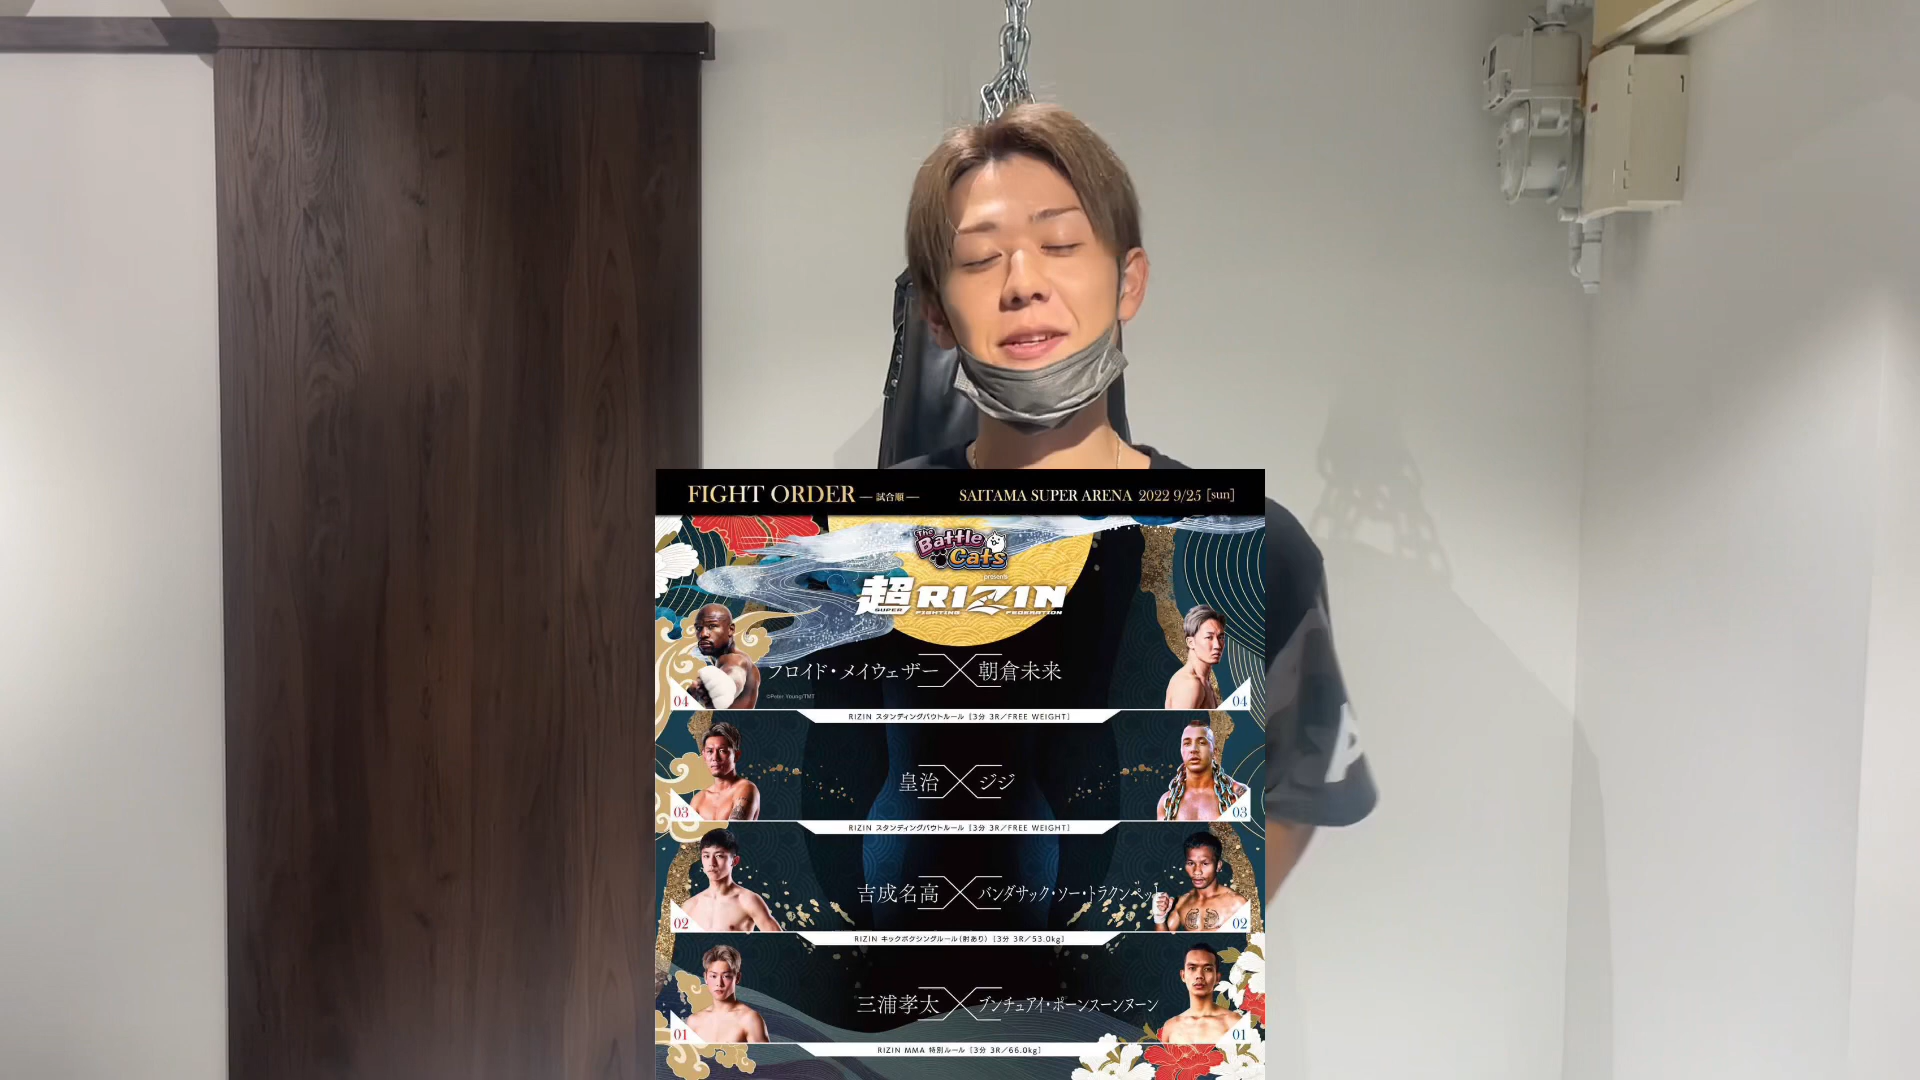 FIGHT ORDER —試合順— SAITAMA SUPER ARENA 2022 9/25 [sun]
The Battle Cats
presents
超RIZIN
SUPER FIGHTING FEDERATION
フロイド・メイウェザー 朝倉未来
©Peter Young/TMT
04 04
RIZIN スタンディングバウトルール [3分 3R/FREE WEIGHT]
皇治 ジジ
03 03
RIZIN スタンディングバウトルール [3分 3R/FREE WEIGHT]
吉成名高 バンダサック・ソー・トラクンペット
02 02
RIZIN キックボクシングルール(肘あり) [3分 3R/53.0kg]
三浦孝太 ブンチュアイ・ポーンスーンヌーン
01 01
RIZIN MMA 特別ルール [3分 3R/66.0kg]